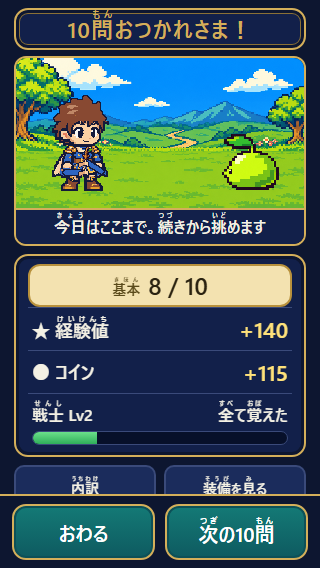 10問おつかれさま！
今日はここまで。続きから挑めます
基本 8 / 10
★ 経験値 +140
● コイン +115
戦士 Lv2 全て覚えた
内訳 装備を見る
おわる 次の10問